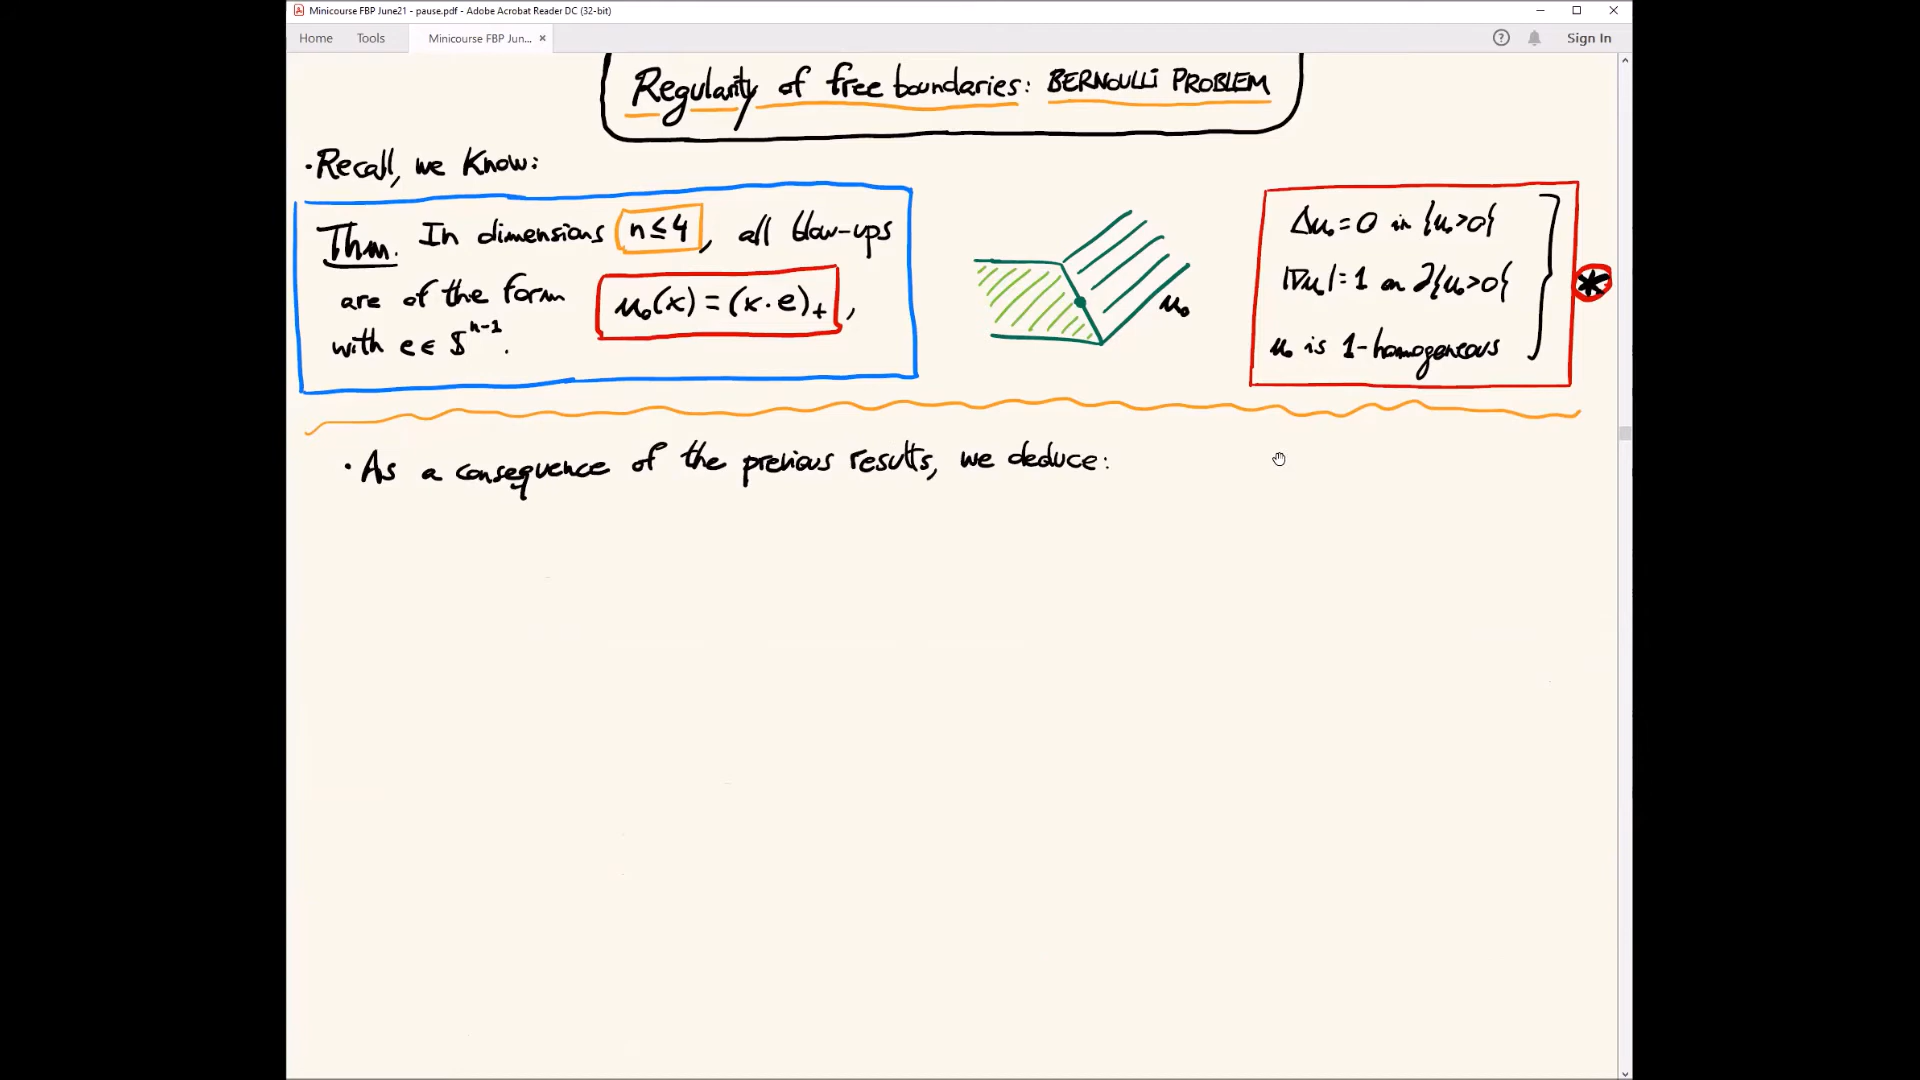 Minicourse FBP June21 - pause.pdf - Adobe Acrobat Reader DC (32-bit)
Home Tools Minicourse FBP Jun... × Sign In
Regularity of free boundaries: BERNOULLI PROBLEM
· Recall, we know:
Thm. In dimensions n≤4, all blow-ups
are of the form u₀(x) = (x·e)₊,
with e ∈ 𝕊ⁿ⁻¹.
u₀
Δu₀ = 0 in {u₀>0}
|∇u₀| = 1 on ∂{u₀>0}
u₀ is 1-homogeneous
*
· As a consequence of the previous results, we deduce: